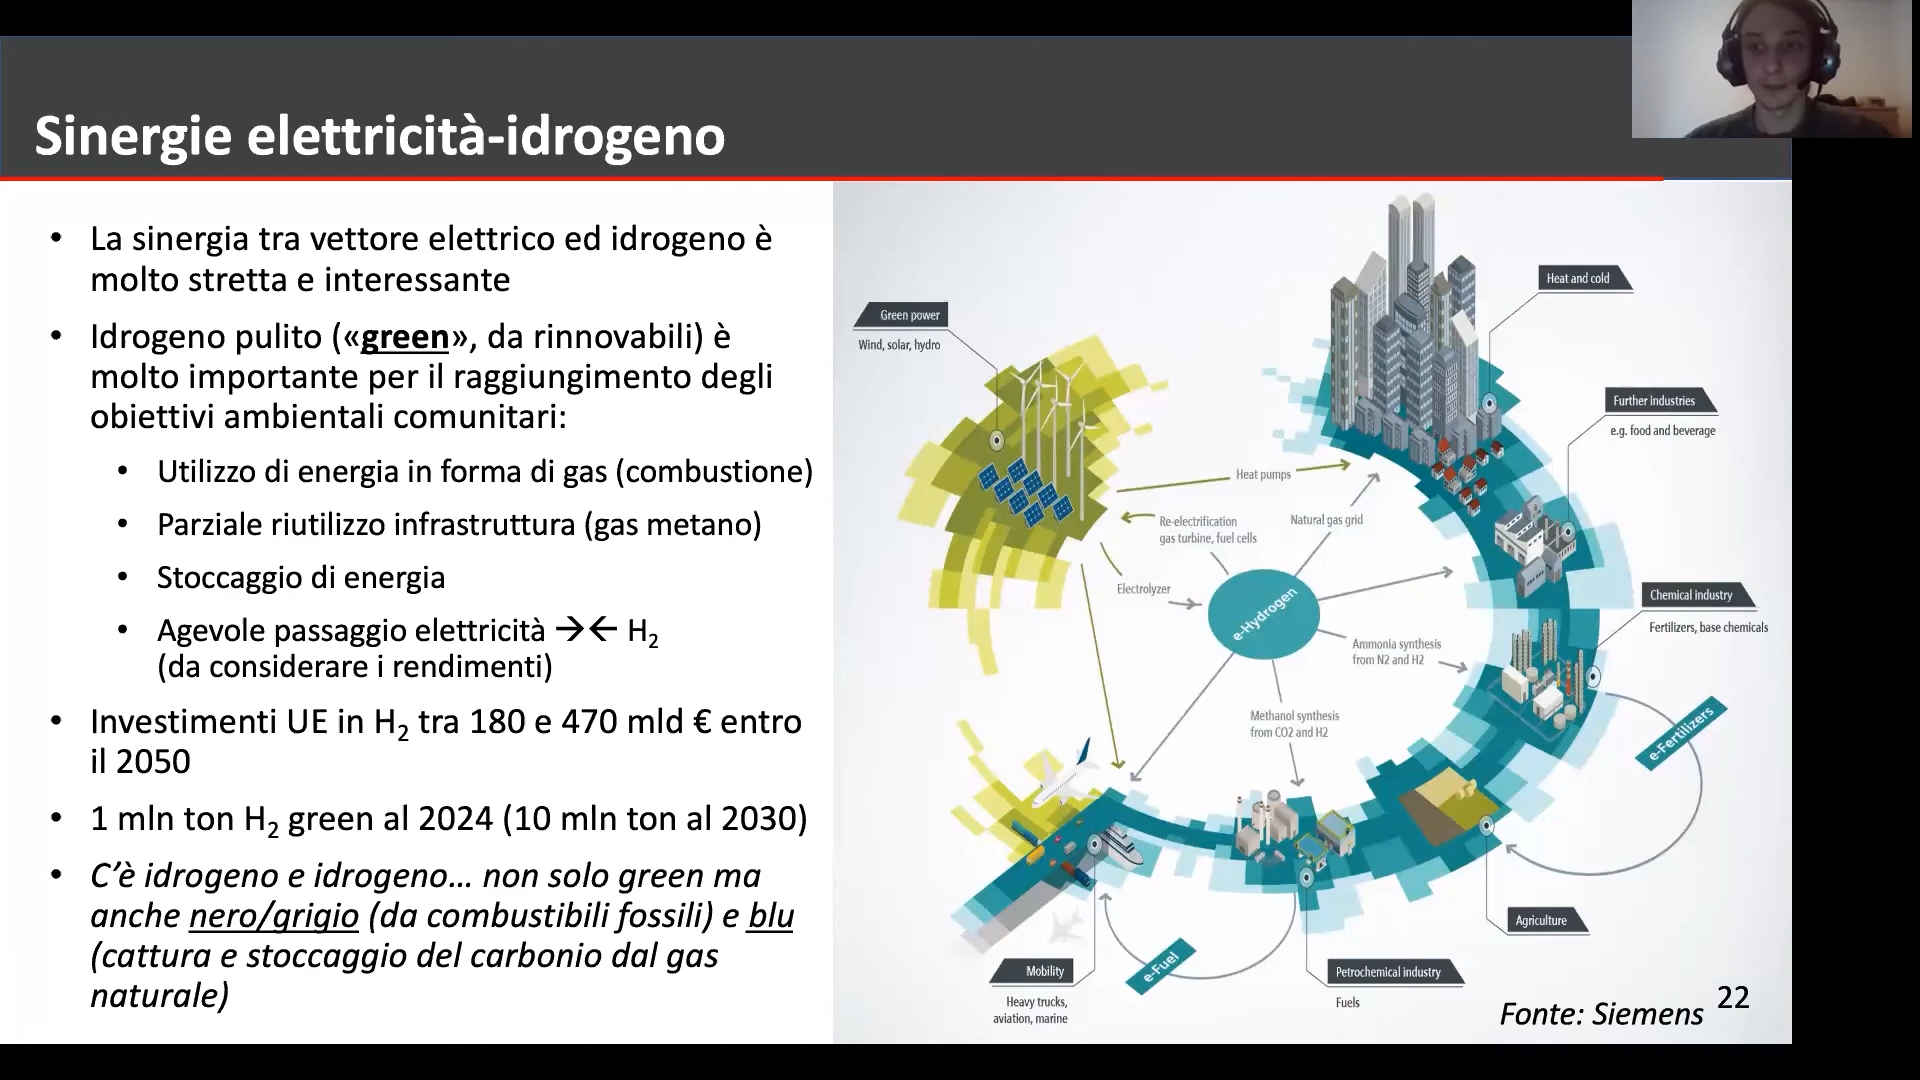 Sinergie elettricità-idrogeno
• La sinergia tra vettore elettrico ed idrogeno è
molto stretta e interessante
• Idrogeno pulito («green», da rinnovabili) è
molto importante per il raggiungimento degli
obiettivi ambientali comunitari:
• Utilizzo di energia in forma di gas (combustione)
• Parziale riutilizzo infrastruttura (gas metano)
• Stoccaggio di energia
• Agevole passaggio elettricità →← H₂
(da considerare i rendimenti)
• Investimenti UE in H₂ tra 180 e 470 mld € entro
il 2050
• 1 mln ton H₂ green al 2024 (10 mln ton al 2030)
• C’è idrogeno e idrogeno… non solo green ma
anche nero/grigio (da combustibili fossili) e blu
(cattura e stoccaggio del carbonio dal gas
naturale)
Green power
Wind, solar, hydro
Heat and cold
Further industries
e.g. food and beverage
Heat pumps
Re-electrification
gas turbine, fuel cells
Natural gas grid
Electrolyzer
e-Hydrogen
Chemical industry
Fertilizers, base chemicals
Ammonia synthesis
from N2 and H2
Methanol synthesis
from CO2 and H2
e-Fertilizers
Agriculture
e-Fuel
Mobility
Heavy trucks,
aviation, marine
Petrochemical industry
Fuels
Fonte: Siemens
22